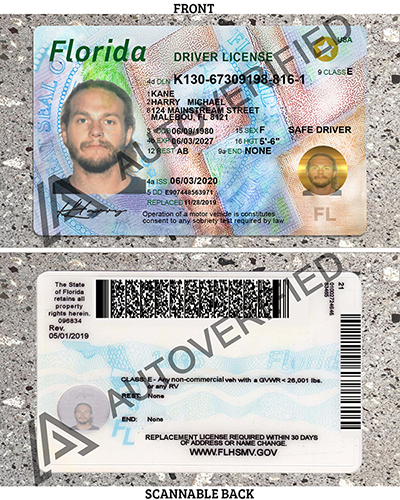 FRONT
Florida
DRIVER LICENSE
USA
9 CLASS E
4d DLN K130-67309198-816-1
1 KANE
2 HARRY MICHAEL
8124 MAINSTREAM STREET
MALEBOU, FL 8121
3 DOB 06/09/1980 15 SEX F SAFE DRIVER
4b EXP 06/03/2027 16 HGT 5'-6"
12 REST AB 9a END NONE
4a ISS 06/03/2020
5 DD E907448563971
REPLACED 11/28/2019
FL
Operation of a motor vehicle is constitutes
consent to any sobriety test required by law
AUTOVERIFIED
The State
of Florida
retains all
property
rights herein.
096834
Rev.
05/01/2019
21
Florida
CLASS: E - Any non-commercial veh with a GVWR < 26,001 lbs.
or any RV
REST: None
END: None
FL
REPLACEMENT LICENSE REQUIRED WITHIN 30 DAYS
OF ADDRESS OR NAME CHANGE.
WWW.FLHSMV.GOV
AUTOVERIFIED
SCANNABLE BACK